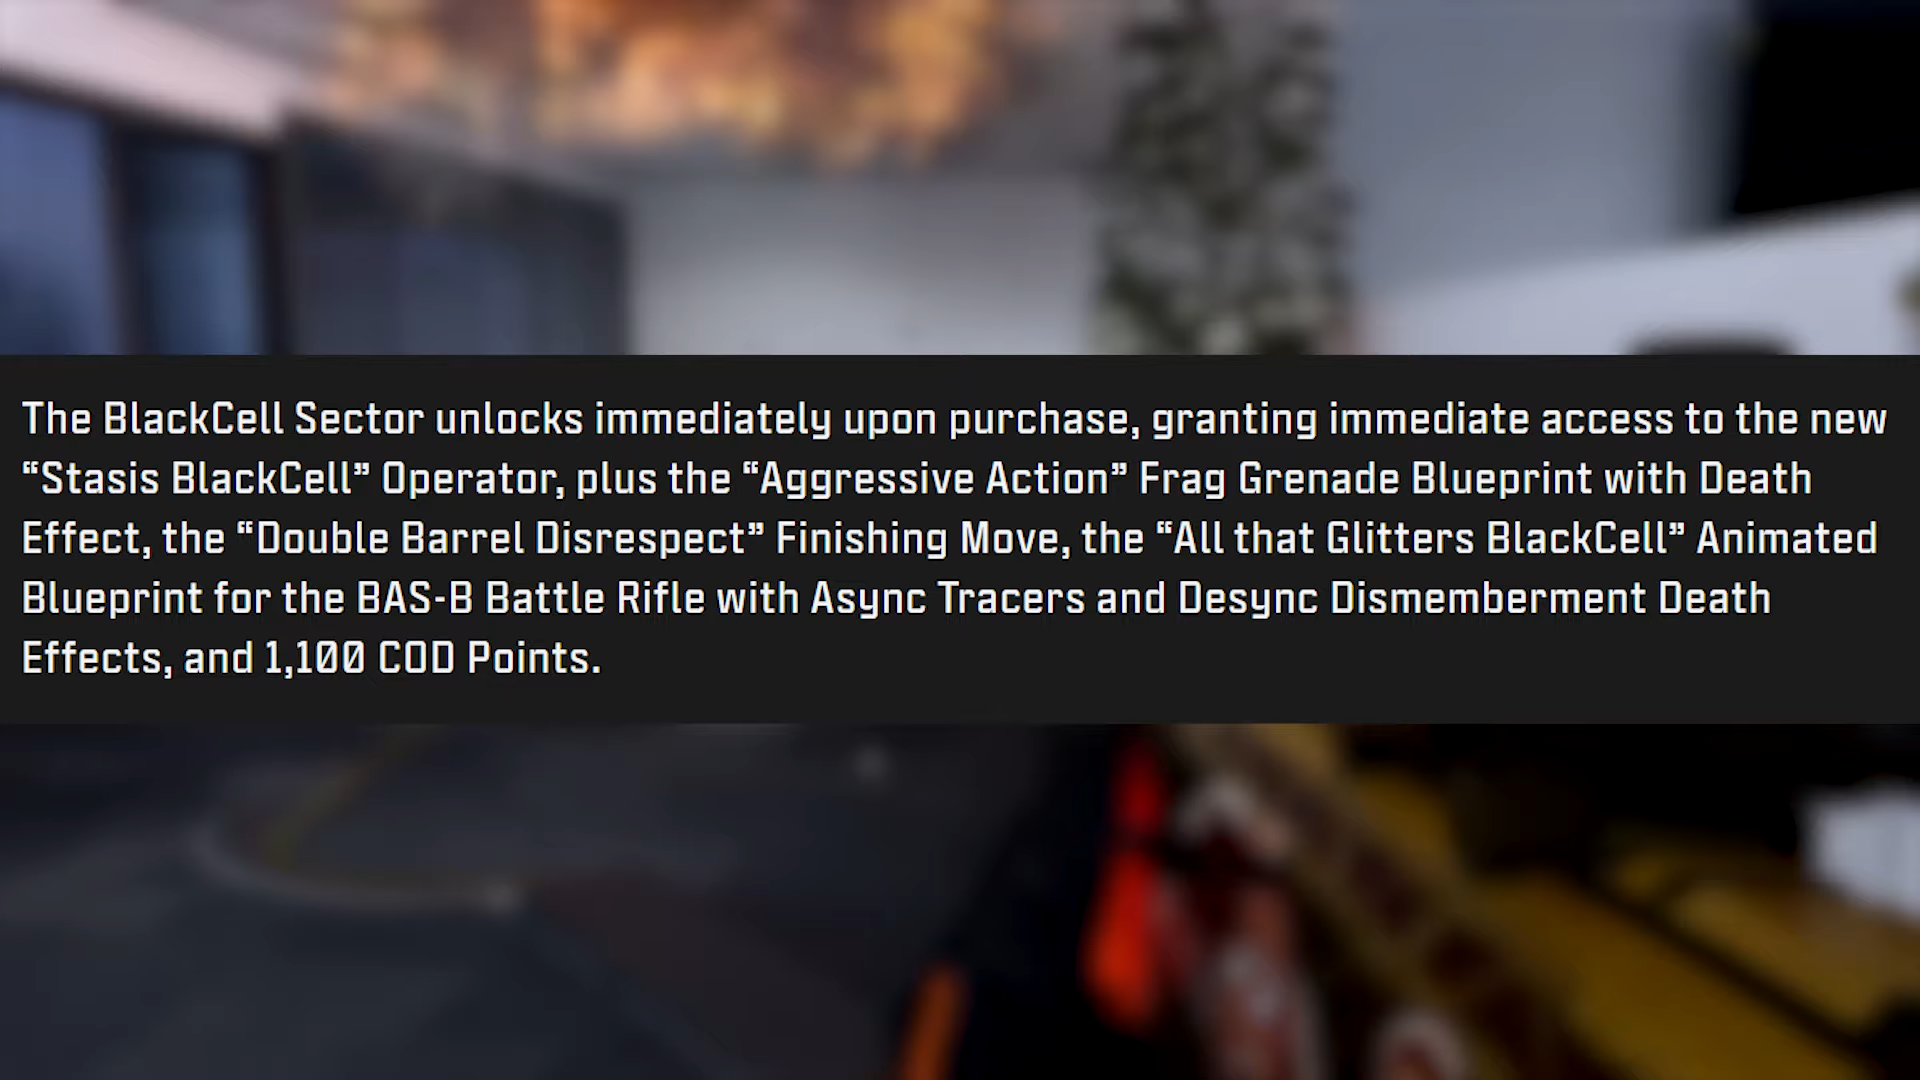 The BlackCell Sector unlocks immediately upon purchase, granting immediate access to the new
“Stasis BlackCell” Operator, plus the “Aggressive Action” Frag Grenade Blueprint with Death
Effect, the “Double Barrel Disrespect” Finishing Move, the “All that Glitters BlackCell” Animated
Blueprint for the BAS-B Battle Rifle with Async Tracers and Desync Dismemberment Death
Effects, and 1,100 COD Points.